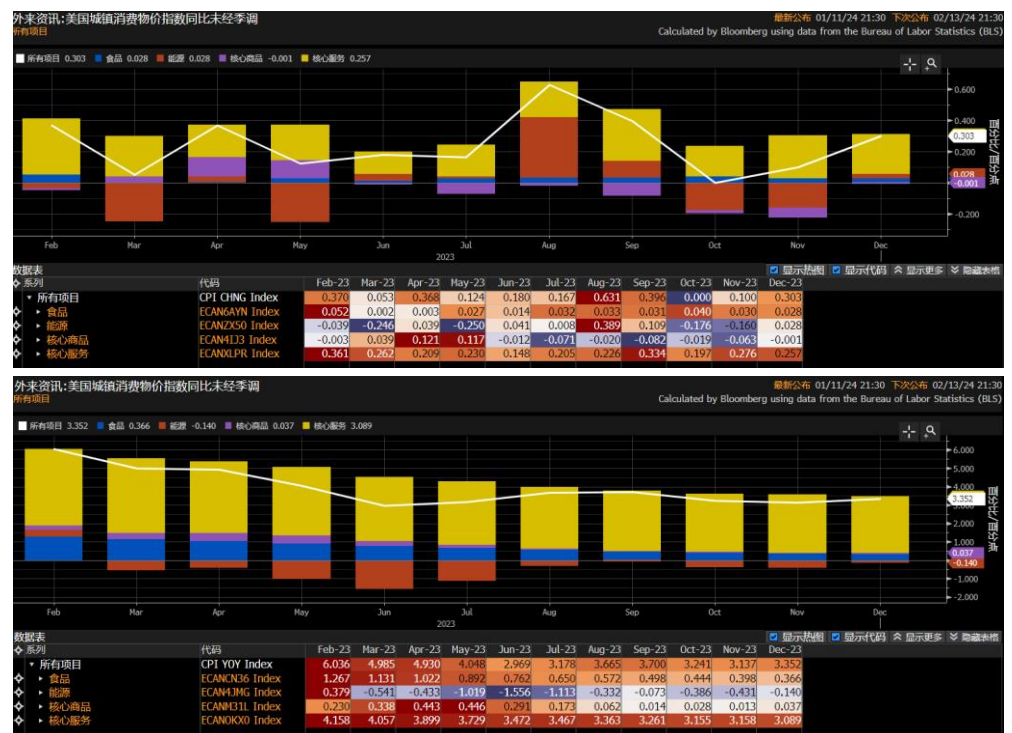 外来资讯:美国城镇消费物价指数同比未经季调 最新公布 01/11/24 21:30 下次公布 02/13/24 21:30
所有项目 Calculated by Bloomberg using data from the Bureau of Labor Statistics (BLS)
所有项目 0.303 食品 0.028 能源 0.028 核心商品 -0.001 核心服务 0.257
0.600
0.400
0.303
0.200
0.028
-0.001
-0.200
百分比/百分点
Feb Mar Apr May Jun Jul Aug Sep Oct Nov Dec
2023
数据表 显示热图 显示代码 显示更多 隐藏表格
系列 代码 Feb-23 Mar-23 Apr-23 May-23 Jun-23 Jul-23 Aug-23 Sep-23 Oct-23 Nov-23 Dec-23
所有项目 CPI CHNG Index 0.370 0.053 0.368 0.124 0.180 0.167 0.631 0.396 0.000 0.100 0.303
食品 ECAN6AYN Index 0.052 0.002 0.003 0.027 0.014 0.032 0.033 0.031 0.040 0.030 0.028
能源 ECANZX50 Index -0.039 -0.246 0.039 -0.250 0.041 0.008 0.389 0.109 -0.176 -0.160 0.028
核心商品 ECAN4IJ3 Index -0.003 0.039 0.121 0.117 -0.012 -0.071 -0.020 -0.082 -0.019 -0.063 -0.001
核心服务 ECANXLPR Index 0.361 0.262 0.209 0.230 0.148 0.205 0.226 0.334 0.197 0.276 0.257
外来资讯:美国城镇消费物价指数同比未经季调 最新公布 01/11/24 21:30 下次公布 02/13/24 21:30
所有项目 Calculated by Bloomberg using data from the Bureau of Labor Statistics (BLS)
所有项目 3.352 食品 0.366 能源 -0.140 核心商品 0.037 核心服务 3.089
6.000
5.000
4.000
3.352
3.000
2.000
1.000
0.037
-0.140
-1.000
-2.000
百分比/百分点
Feb Mar Apr May Jun Jul Aug Sep Oct Nov Dec
2023
数据表 显示热图 显示代码 显示更多 隐藏表格
系列 代码 Feb-23 Mar-23 Apr-23 May-23 Jun-23 Jul-23 Aug-23 Sep-23 Oct-23 Nov-23 Dec-23
所有项目 CPI YOY Index 6.036 4.985 4.930 4.048 2.969 3.178 3.665 3.700 3.241 3.137 3.352
食品 ECANCN36 Index 1.267 1.131 1.022 0.892 0.762 0.650 0.572 0.498 0.444 0.398 0.366
能源 ECAN4JMG Index 0.379 -0.541 -0.433 -1.019 -1.556 -1.113 -0.332 -0.073 -0.386 -0.431 -0.140
核心商品 ECANM31L Index 0.230 0.338 0.443 0.446 0.291 0.173 0.062 0.014 0.028 0.013 0.037
核心服务 ECANOKX0 Index 4.158 4.057 3.899 3.729 3.472 3.467 3.363 3.261 3.155 3.158 3.089